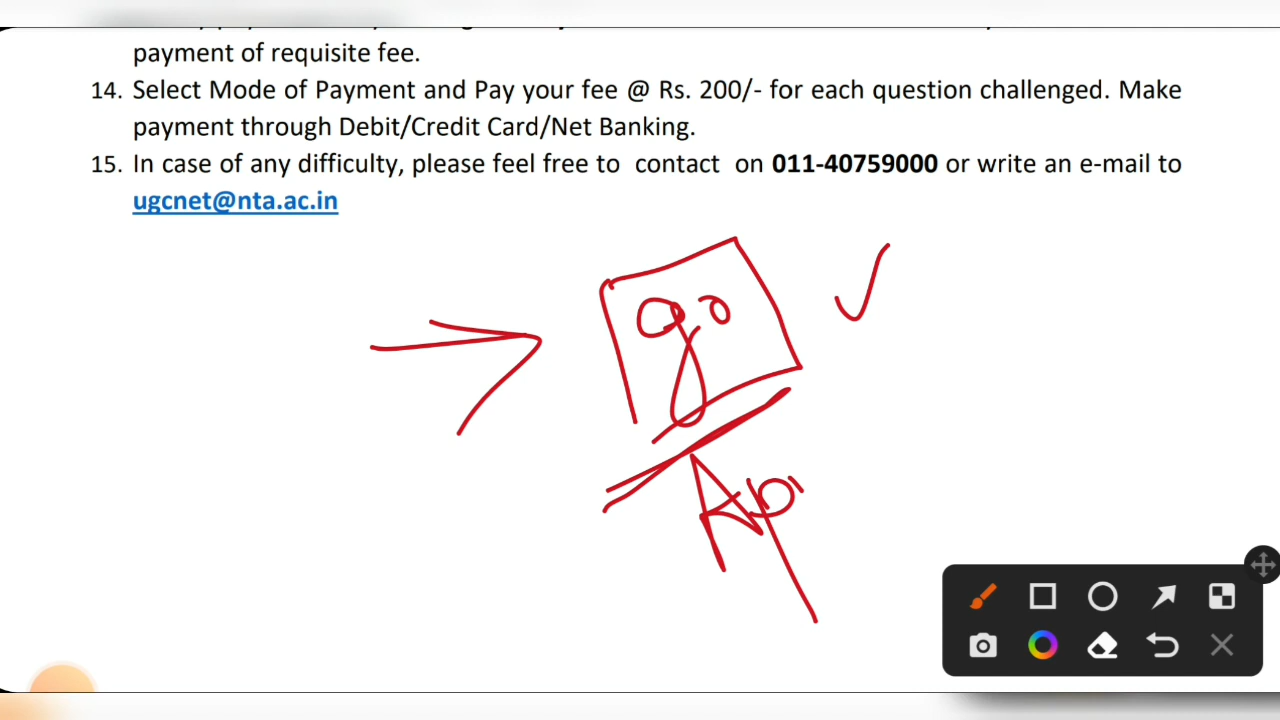 payment of requisite fee.
14. Select Mode of Payment and Pay your fee @ Rs. 200/- for each question challenged. Make
payment through Debit/Credit Card/Net Banking.
15. In case of any difficulty, please feel free to contact on 011-40759000 or write an e-mail to
ugcnet@nta.ac.in